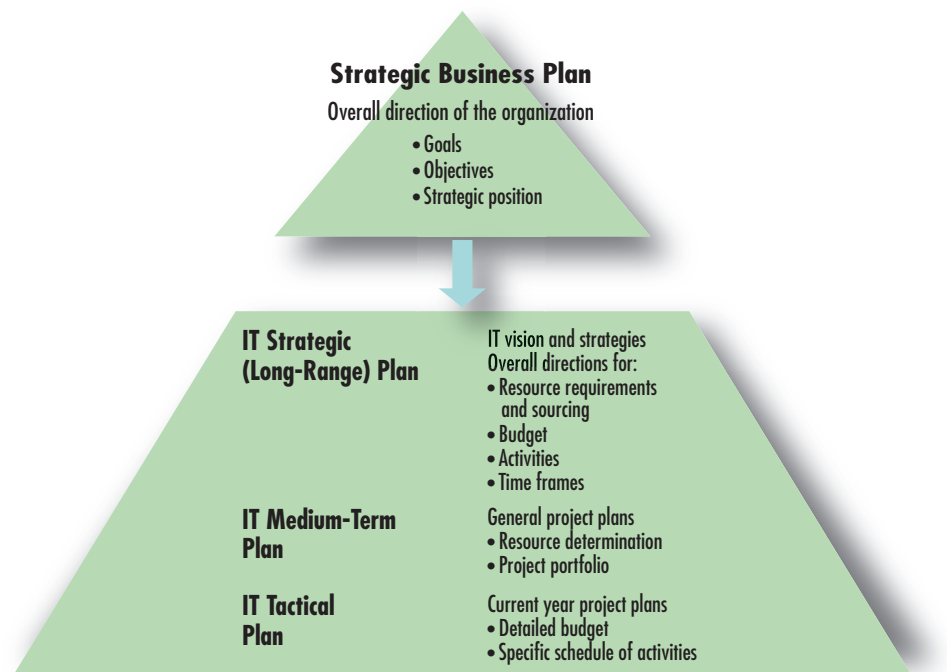 Strategic Business Plan
Overall direction of the organization
• Goals
• Objectives
• Strategic position
IT Strategic
(Long-Range) Plan
IT vision and strategies
Overall directions for:
• Resource requirements
and sourcing
• Budget
• Activities
• Time frames
IT Medium-Term
Plan
General project plans
• Resource determination
• Project portfolio
IT Tactical
Plan
Current year project plans
• Detailed budget
• Specific schedule of activities